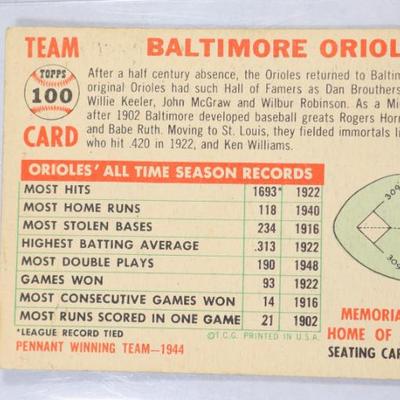 TEAM
TOPPS
100
CARD
BALTIMORE ORIOL
After a half century absence, the Orioles returned to Baltim
original Orioles had such Hall of Famers as Dan Brouthers
Willie Keeler, John McGraw and Wilbur Robinson. As a Mi
after 1902 Baltimore developed baseball greats Rogers Horn
and Babe Ruth. Moving to St. Louis, they fielded immortals li
who hit .420 in 1922, and Ken Williams.
ORIOLES' ALL TIME SEASON RECORDS
MOST HITS 1693* 1922
MOST HOME RUNS 118 1940
MOST STOLEN BASES 234 1916
HIGHEST BATTING AVERAGE .313 1922
MOST DOUBLE PLAYS 190 1948
GAMES WON 93 1922
MOST CONSECUTIVE GAMES WON 14 1916
MOST RUNS SCORED IN ONE GAME 21 1902
*LEAGUE RECORD TIED
©T.C.G. PRINTED IN U.S.A.
PENNANT WINNING TEAM—1944
309
309
MEMORIA
HOME OF
SEATING CAP